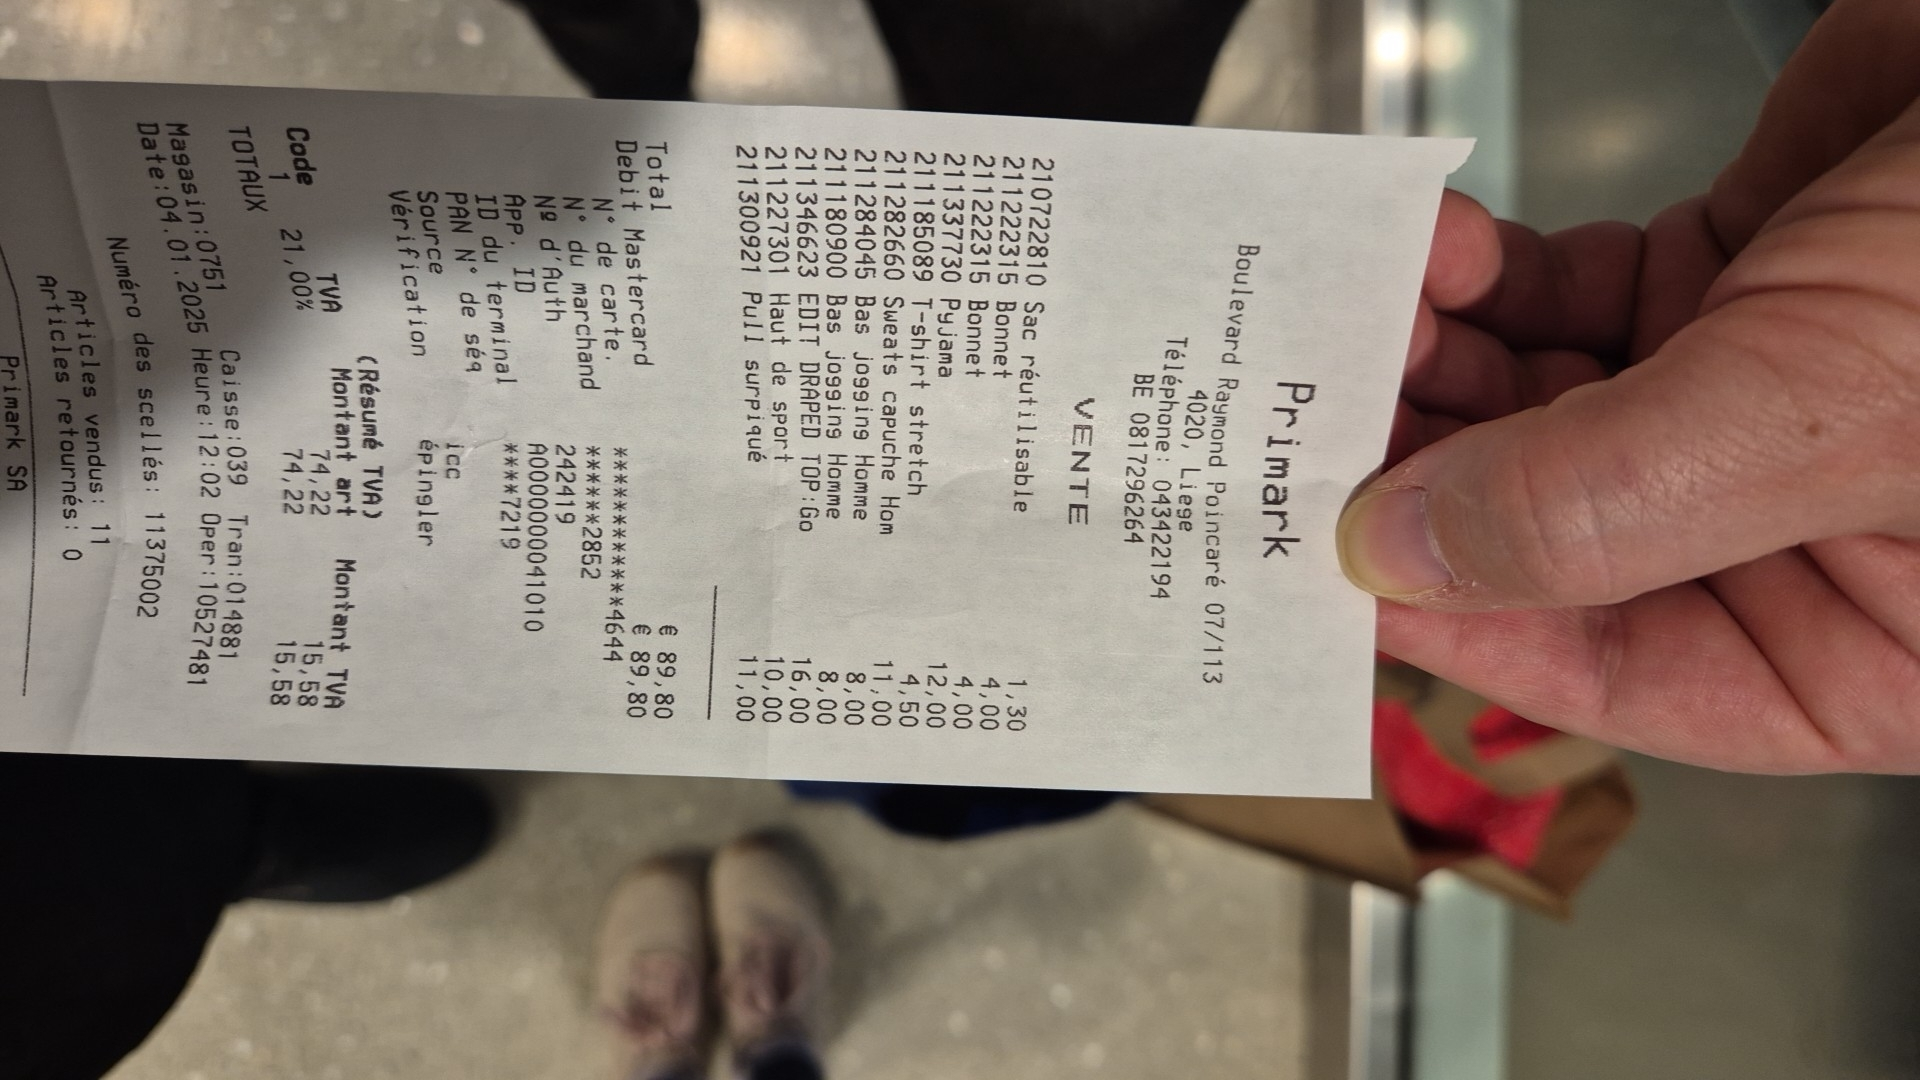 Primark
Boulevard Raymond Poincaré 07/113
4020, Liege
Téléphone: 043422194
BE 0817296264
VENTE
210722810 Sac réutilisable 1,30
211222315 Bonnet 4,00
211222315 Bonnet 4,00
211337730 Pyjama 12,00
211185089 T-shirt stretch 4,50
211282660 Sweats capuche Hom 11,00
211284045 Bas jogging Homme 8,00
211180900 Bas jogging Homme 8,00
211346623 EDIT DRAPED TOP:Go 16,00
211227301 Haut de sport 10,00
211300921 Pull surpiqué 11,00
Total € 89,80
Debit Mastercard € 89,80
N° de carte. ************4644
N° du marchand ******2852
Nº d'Auth 242419
APP. ID A0000000041010
ID du terminal ****7219
PAN N° de séq
Source icc
Vérification épingler
(Résumé TVA)
Code TVA Montant art Montant TVA
1 21,00% 74,22 15,58
TOTAUX 74,22 15,58
Magasin:0751 Caisse:039 Tran:014881
Date:04.01.2025 Heure:12:02 Oper:10527481
Numéro des scellés: 11375002
Articles vendus: 11
Articles retournés: 0
Primark SA